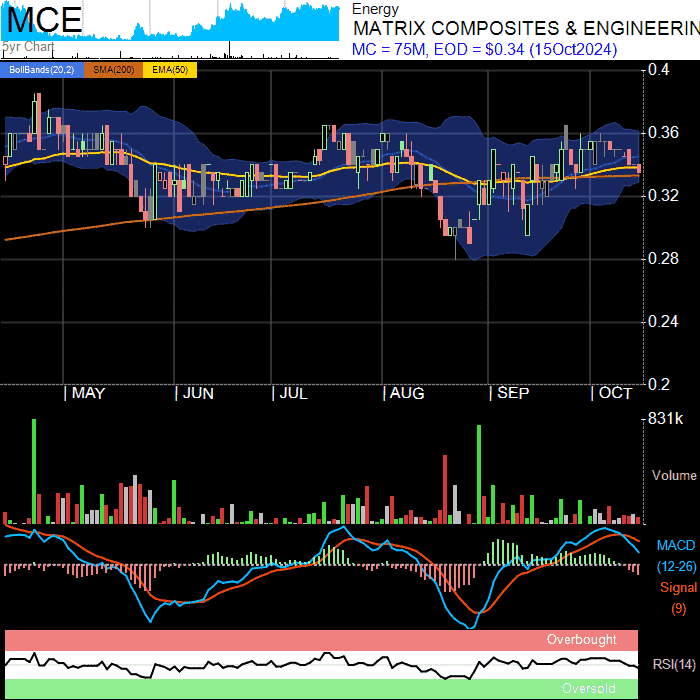 MCE
5yr Chart
Energy
MATRIX COMPOSITES & ENGINEERIN
MC = 75M, EOD = $0.34 (15Oct2024)
BollBands(20,2) SMA(200) EMA(50)
0.4
0.36
0.32
0.28
0.24
0.2
MAY JUN JUL AUG SEP OCT
831k
Volume
MACD
(12-26)
Signal
(9)
Overbought
RSI(14)
Oversold